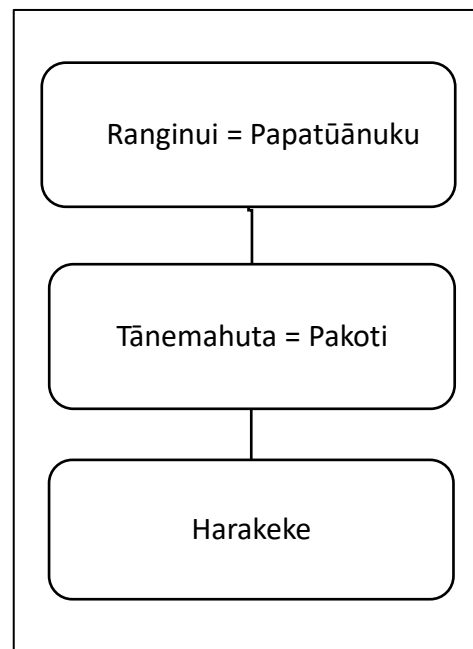 Ranginui = Papatūānuku
Tānemahuta = Pakoti
Harakeke